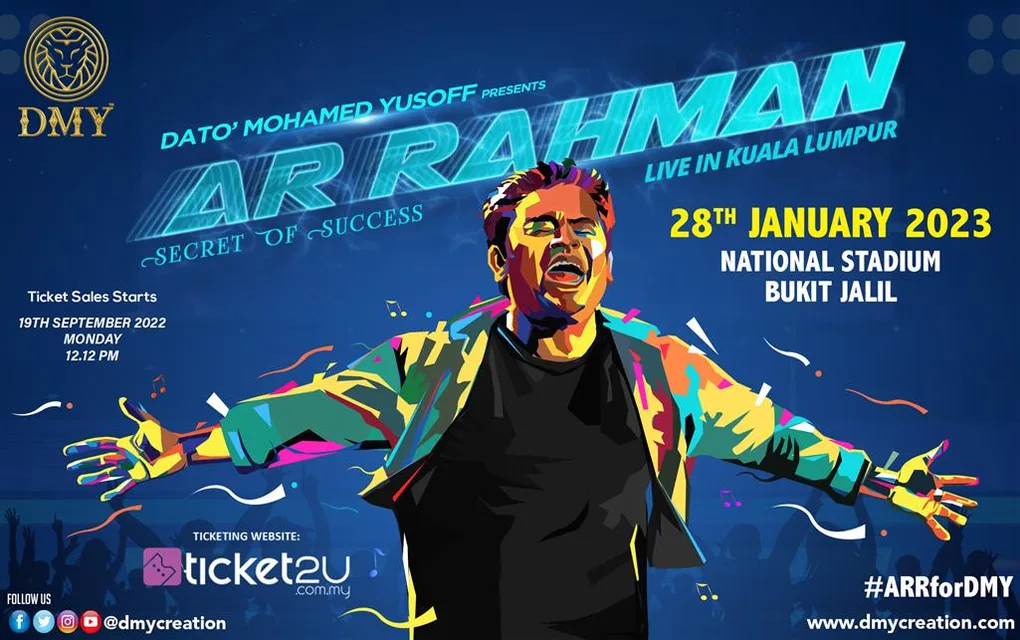 DMY
DATO' MOHAMED YUSOFF PRESENTS
AR RAHMAN
LIVE IN KUALA LUMPUR
SECRET OF SUCCESS
28TH JANUARY 2023
NATIONAL STADIUM
BUKIT JALIL
Ticket Sales Starts
19TH SEPTEMBER 2022
MONDAY
12.12 PM
TICKETING WEBSITE:
ticket2u
.com.my
FOLLOW US
@dmycreation
#ARRforDMY
www.dmycreation.com